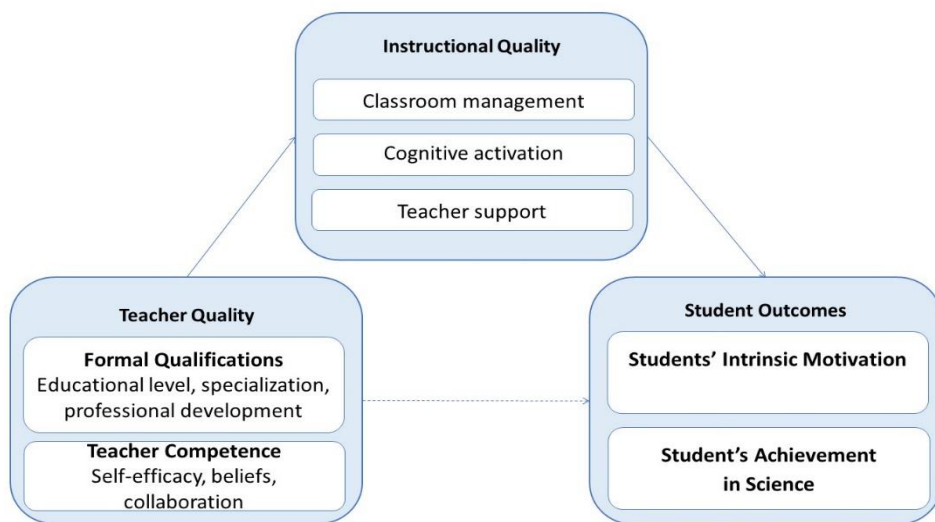 Instructional Quality
Classroom management
Cognitive activation
Teacher support
Teacher Quality
Formal Qualifications
Educational level, specialization,
professional development
Teacher Competence
Self-efficacy, beliefs,
collaboration
Student Outcomes
Students’ Intrinsic Motivation
Student’s Achievement
in Science